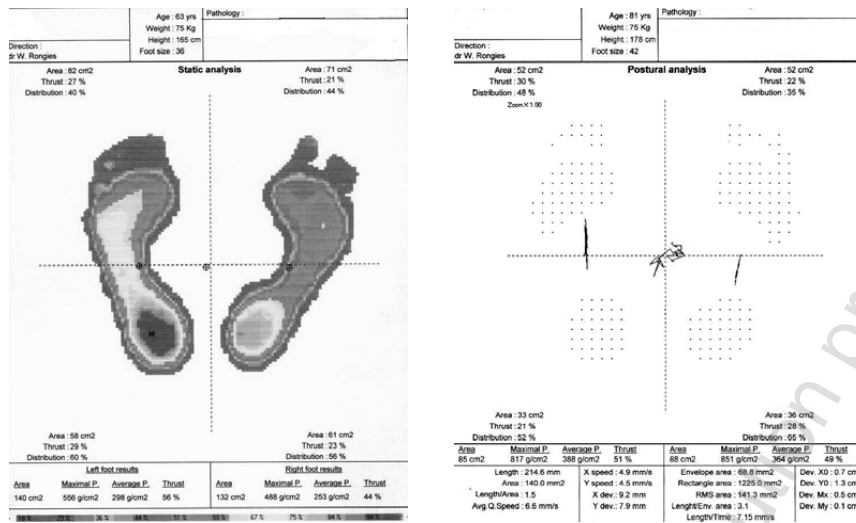 Age : 63 yrs
Weight : 75 Kg
Height : 165 cm
Foot size : 36
Pathology :
Direction :
dr W. Rongies
Static analysis
Area : 82 cm2
Thrust : 27 %
Distribution : 40 %
Area : 71 cm2
Thrust : 21 %
Distribution : 44 %
M
Area : 58 cm2
Thrust : 29 %
Distribution : 60 %
Area : 61 cm2
Thrust : 23 %
Distribution : 56 %
Left foot results
Right foot results
Area Maximal P. Average P. Thrust
140 cm2 556 g/cm2 298 g/cm2 56 %
Area Maximal P. Average P. Thrust
132 cm2 488 g/cm2 253 g/cm2 44 %
36 % 44 % 51 % 59 % 67 % 75 % 84 %
Age : 81 yrs
Weight : 75 Kg
Height : 178 cm
Foot size : 42
Pathology :
Direction :
dr W. Rongies
Postural analysis
Area : 52 cm2
Thrust : 30 %
Distribution : 48 %
Zoom X 1.00
Area : 52 cm2
Thrust : 22 %
Distribution : 35 %
Area : 33 cm2
Thrust : 21 %
Distribution : 52 %
Area : 36 cm2
Thrust : 28 %
Distribution : 65 %
Area Maximal P. Average P. Thrust
85 cm2 817 g/cm2 388 g/cm2 51 %
Area Maximal P. Average P. Thrust
88 cm2 851 g/cm2 364 g/cm2 49 %
Length : 214.6 mm
Area : 140.0 mm2
Length/Area : 1.5
Avg.Q.Speed : 6.6 mm/s
X speed : 4.9 mm/s
Y speed : 4.5 mm/s
X dev.: 9.2 mm
Y dev.: 7.9 mm
Envelope area : 68.8 mm2
Rectangle area : 1225.0 mm2
RMS area : 141.3 mm2
Lenght/Env. area : 3.1
Length/Time : 7.15 mm/s
Dev. X0 : 0.7 cm
Dev. Y0 : 1.3 cm
Dev. Mx : 0.5 cm
Dev. My : 0.1 cm